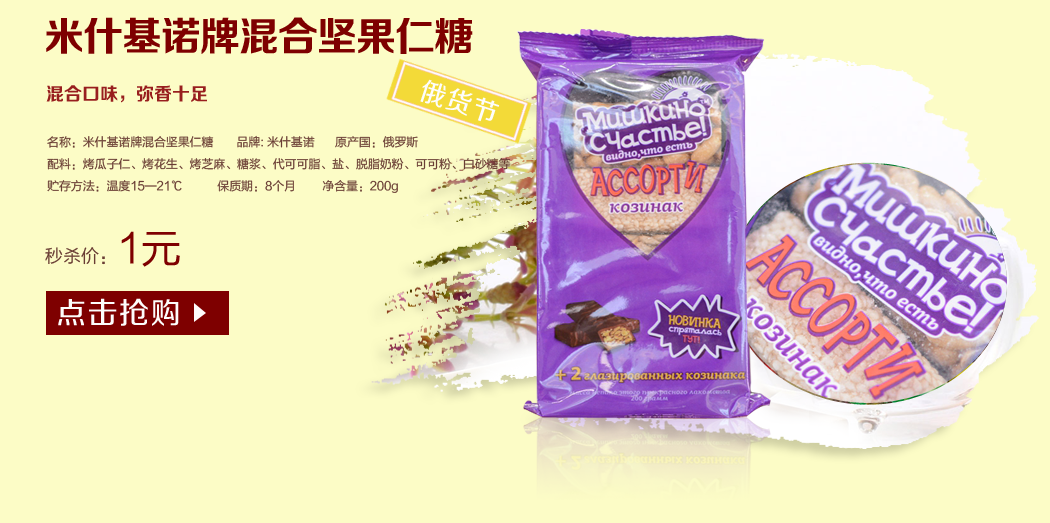 米什基诺牌混合坚果仁糖
混合口味，弥香十足
俄货节
名称：米什基诺牌混合坚果仁糖 品牌: 米什基诺 原产国：俄罗斯
配料：烤瓜子仁、烤花生、烤芝麻、糖浆、代可可脂、盐、脱脂奶粉、可可粉、白砂糖等
贮存方法：温度15—21℃ 保质期：8个月 净含量：200g
秒杀价：1元
点击抢购
Мишкино
счастье!
видно,что есть
АССОРТИ
козинак
НОВИНКА
спряталась
ТУТ!
+ 2 глазированных козинака
200 грамм
Мишкино
счастье!
видно,что есть
АССОРТИ
козинак